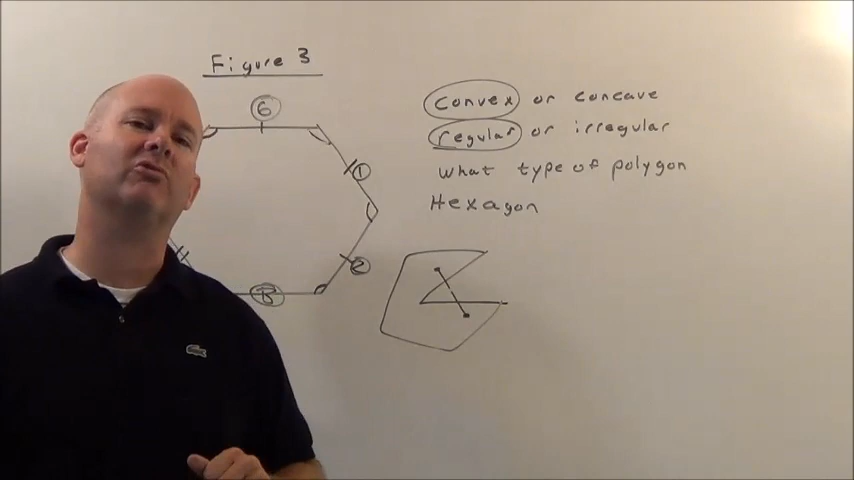 Figure 3
6
convex or concave
regular or irregular
1
what type of polygon
Hexagon
2
3